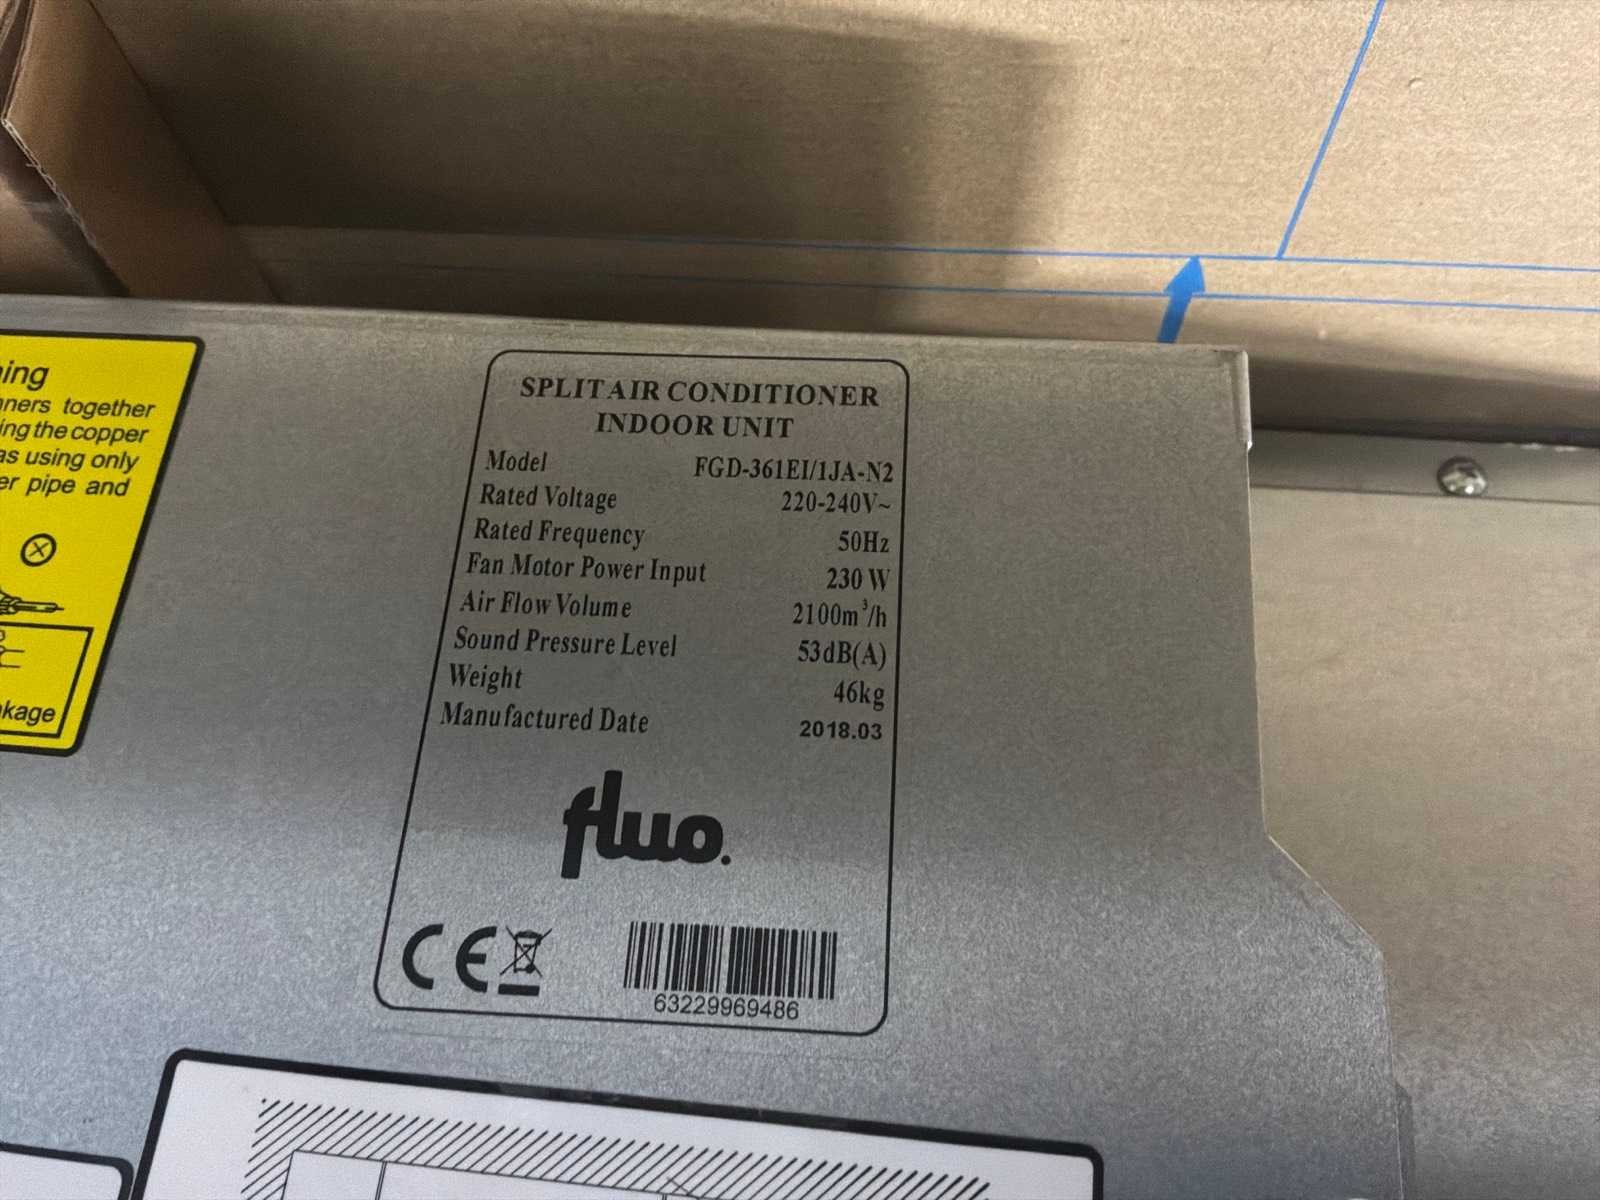 ing
ners together
ing the copper
as using only
er pipe and
kage
SPLIT AIR CONDITIONER
INDOOR UNIT
Model FGD-361EI/1JA-N2
Rated Voltage 220-240V~
Rated Frequency 50Hz
Fan Motor Power Input 230 W
Air Flow Volume 2100m³/h
Sound Pressure Level 53dB(A)
Weight 46kg
Manufactured Date 2018.03
fluo.
CE
63229969486